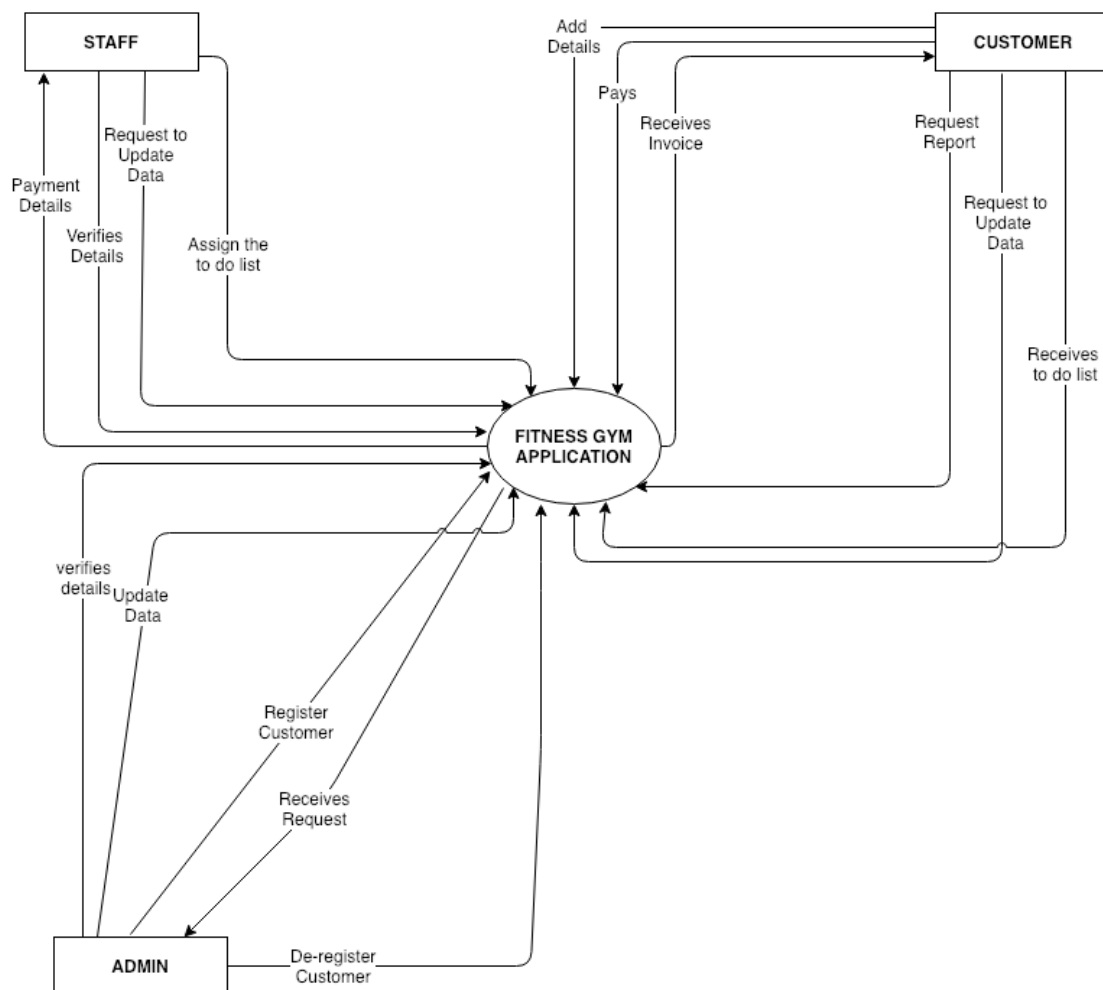 STAFF
Add
Details
CUSTOMER
Pays
Receives
Invoice
Request
Report
Request to
Update
Data
Payment
Details
Verifies
Details
Assign the
to do list
Request to
Update
Data
Receives
to do list
FITNESS GYM
APPLICATION
verifies
details
Update
Data
Register
Customer
Receives
Request
De-register
Customer
ADMIN